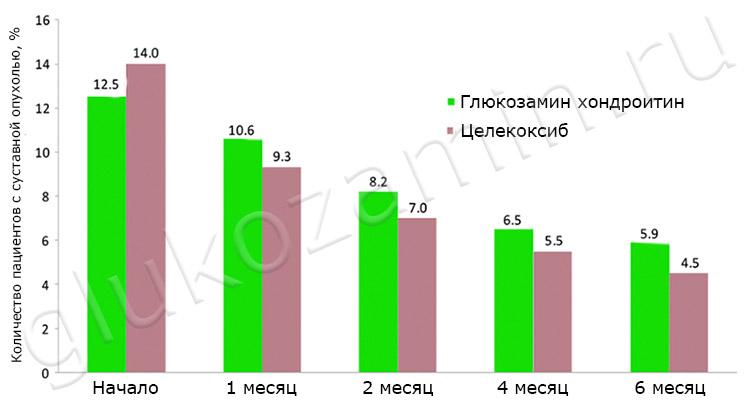 Количество пациентов с суставной опухолью, %
16
14
12
10
8
6
4
2
0
12.5
14.0
10.6
9.3
8.2
7.0
6.5
5.5
5.9
4.5
Глюкозамин хондроитин
Целекоксиб
Начало
1 месяц
2 месяц
4 месяц
6 месяц
glukozamin.ru